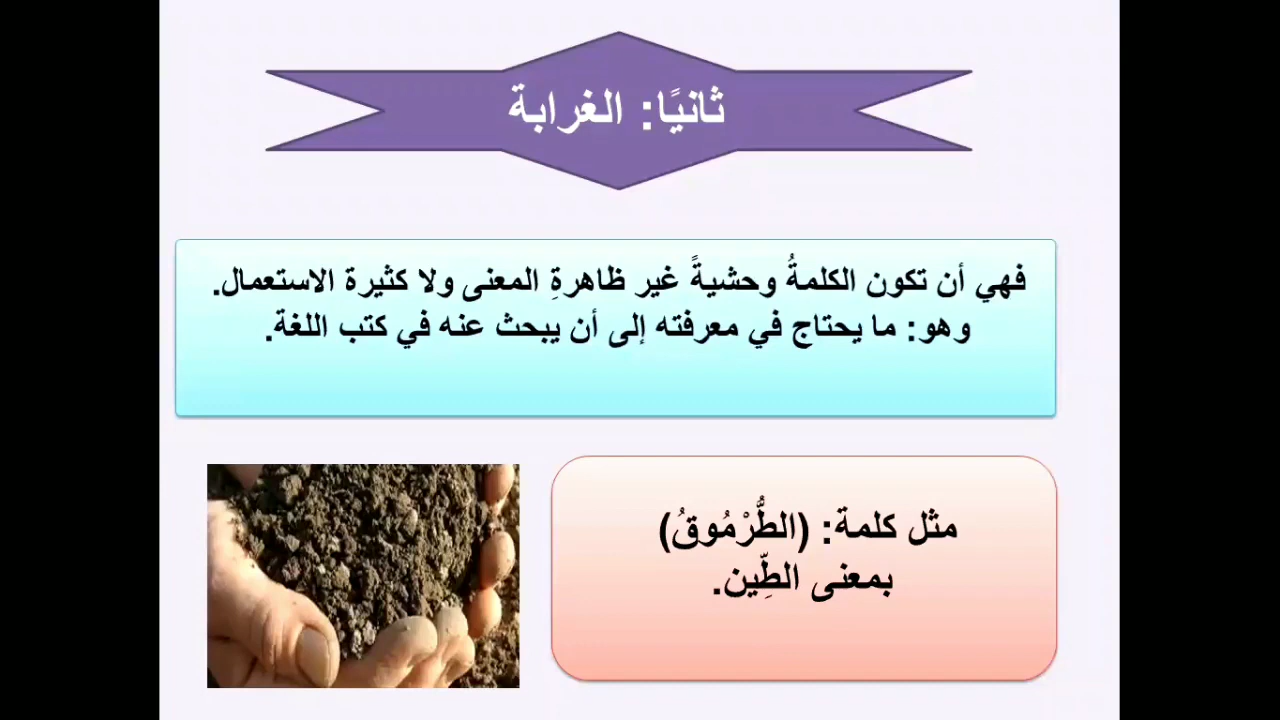 ثانيًا: الغرابة
فهي أن تكون الكلمةُ وحشيةً غير ظاهرةِ المعنى ولا كثيرة الاستعمال.
وهو: ما يحتاج في معرفته إلى أن يبحث عنه في كتب اللغة.
مثل كلمة: (الطُّرْمُوقُ)
بمعنى الطِّين.